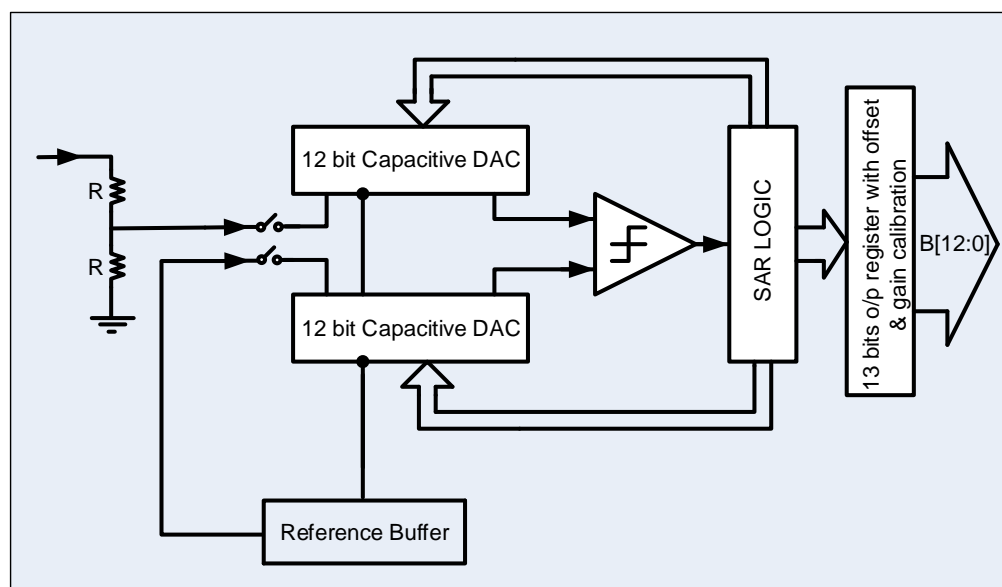 R
R
12 bit Capacitive DAC
12 bit Capacitive DAC
Reference Buffer
SAR LOGIC
13 bits o/p register with offset
& gain calibration
B[12:0]